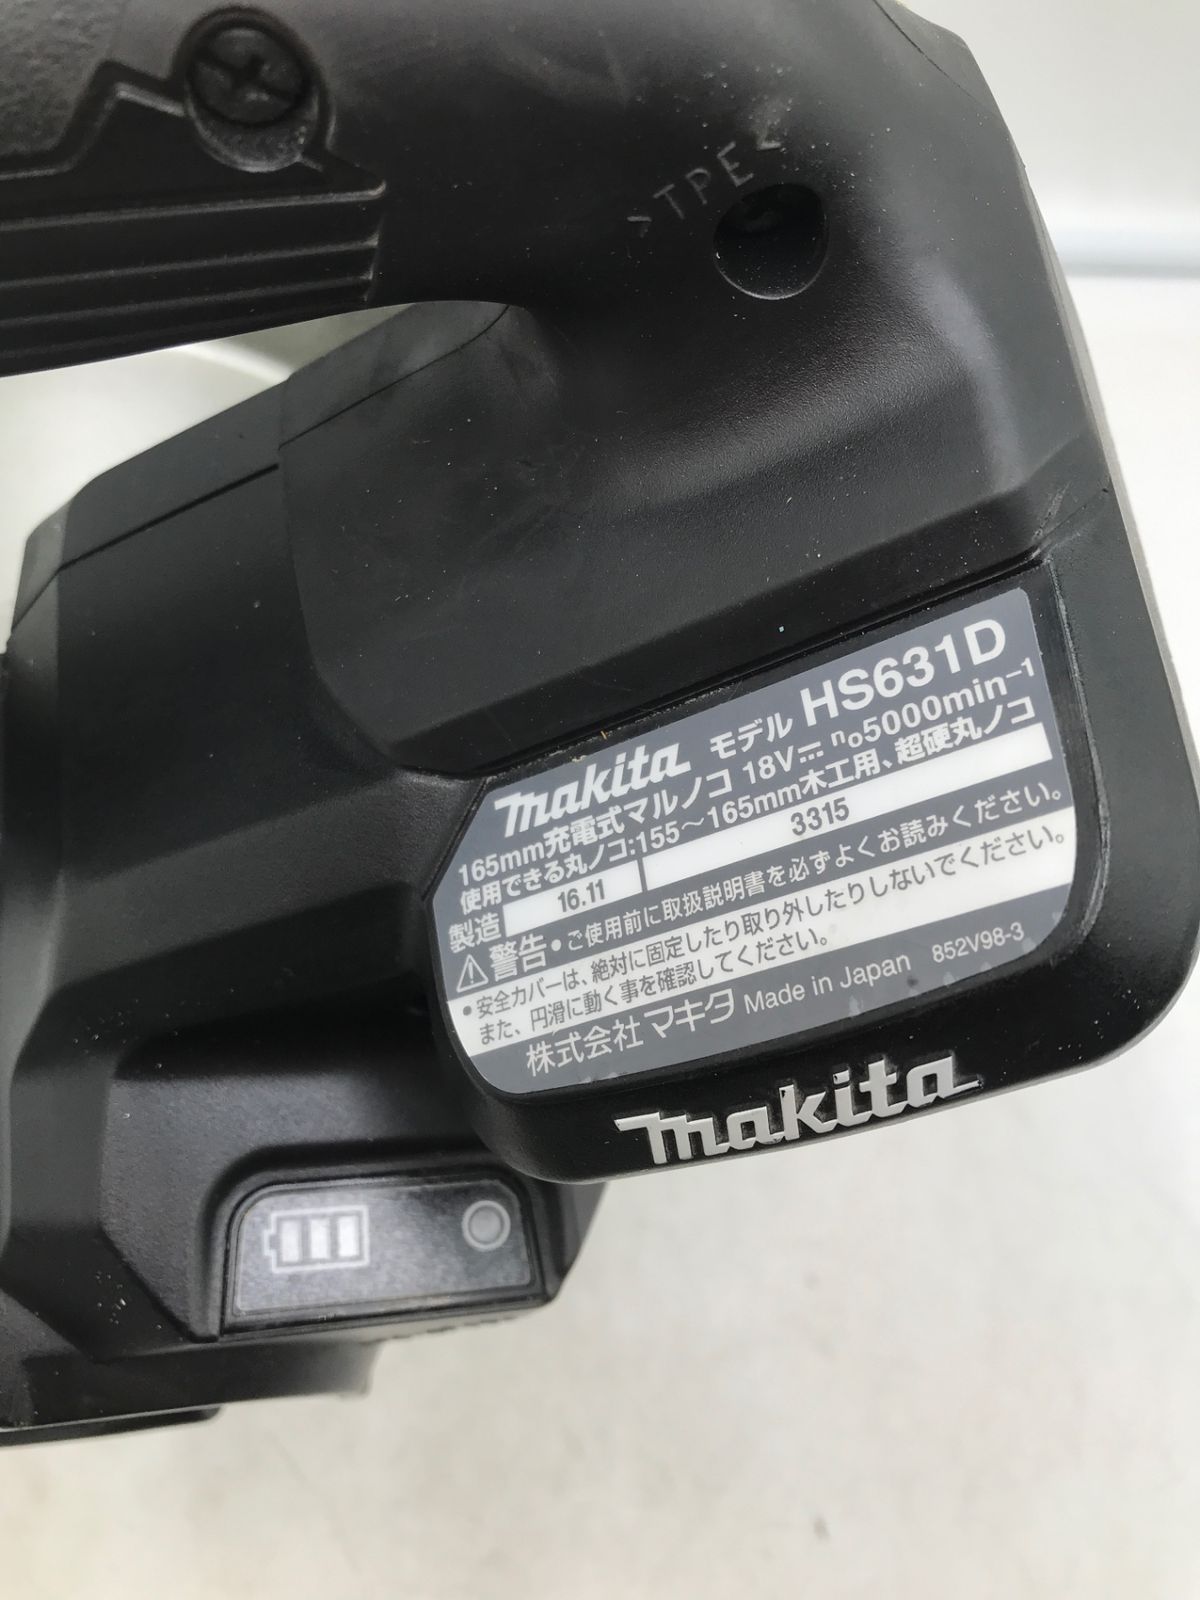 >TPE<
makita モデル HS631D
165mm充電式マルノコ 18V⎓ n₀5000min⁻¹
使用できる丸ノコ:155～165mm木工用、超硬丸ノコ
製造 16.11 3315
⚠警告 •ご使用前に取扱説明書を必ずよくお読みください。
•安全カバーは、絶対に固定したり取り外したりしないでください。
また、円滑に動く事を確認してください。
株式会社マキタ Made in Japan 852V98-3
makita